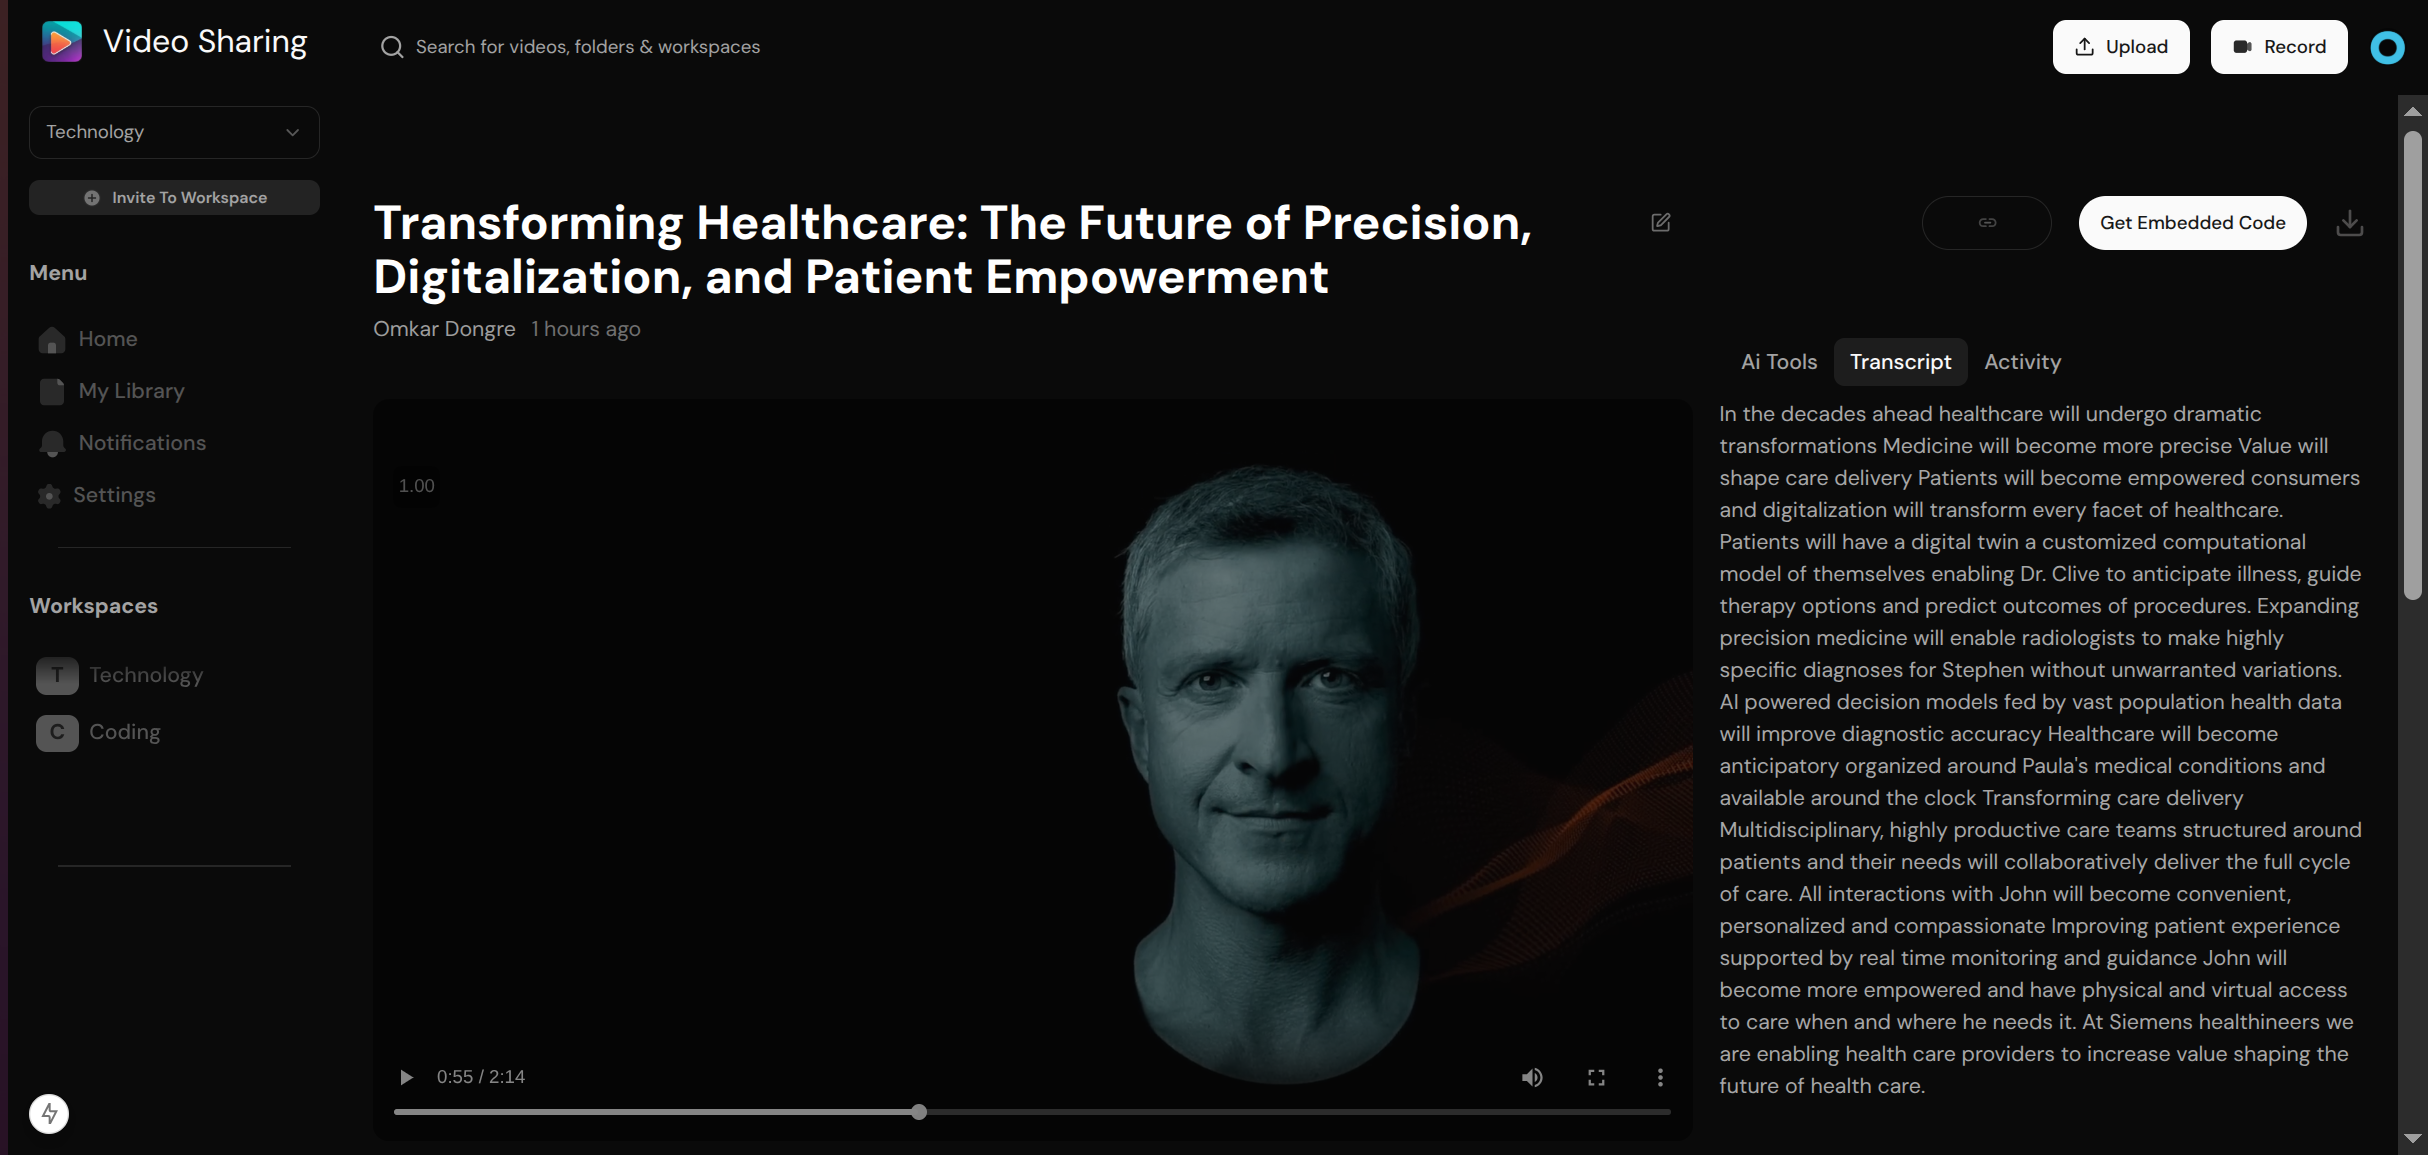 Video Sharing
Search for videos, folders & workspaces
Upload
Record
Technology
Invite To Workspace
Menu
Home
My Library
Notifications
Settings
Workspaces
T Technology
C Coding
Transforming Healthcare: The Future of Precision,
Digitalization, and Patient Empowerment
Omkar Dongre 1 hours ago
Get Embedded Code
1.00
0:55 / 2:14
Ai Tools
Transcript
Activity
In the decades ahead healthcare will undergo dramatic
transformations Medicine will become more precise Value will
shape care delivery Patients will become empowered consumers
and digitalization will transform every facet of healthcare.
Patients will have a digital twin a customized computational
model of themselves enabling Dr. Clive to anticipate illness, guide
therapy options and predict outcomes of procedures. Expanding
precision medicine will enable radiologists to make highly
specific diagnoses for Stephen without unwarranted variations.
AI powered decision models fed by vast population health data
will improve diagnostic accuracy Healthcare will become
anticipatory organized around Paula's medical conditions and
available around the clock Transforming care delivery
Multidisciplinary, highly productive care teams structured around
patients and their needs will collaboratively deliver the full cycle
of care. All interactions with John will become convenient,
personalized and compassionate Improving patient experience
supported by real time monitoring and guidance John will
become more empowered and have physical and virtual access
to care when and where he needs it. At Siemens healthineers we
are enabling health care providers to increase value shaping the
future of health care.